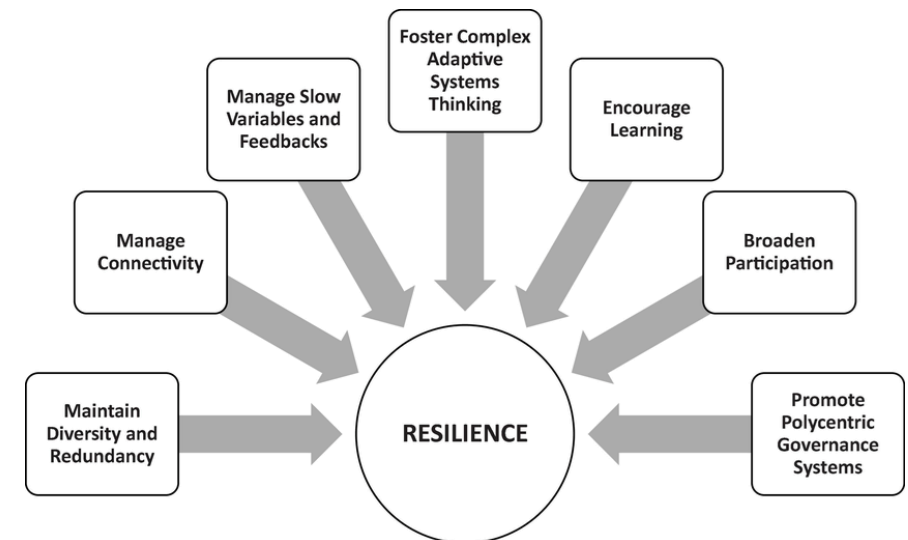 Foster Complex
Adaptive
Systems
Thinking
Manage Slow
Variables and
Feedbacks
Encourage
Learning
Manage
Connectivity
Broaden
Participation
Maintain
Diversity and
Redundancy
RESILIENCE
Promote
Polycentric
Governance
Systems